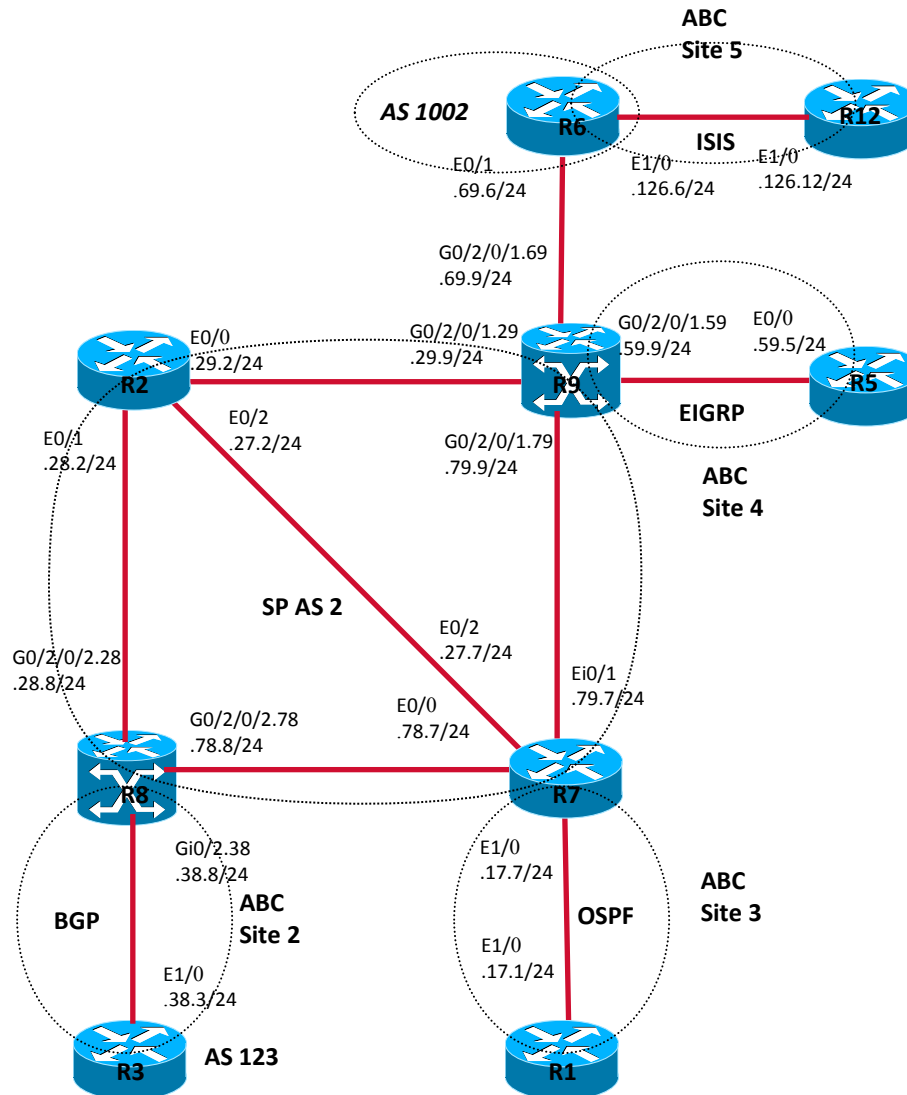 ABC
Site 5
AS 1002
R6
R12
ISIS
E0/1
.69.6/24
E1/0
.126.6/24
E1/0
.126.12/24
G0/2/0/1.69
.69.9/24
E0/0
.29.2/24
G0/2/0/1.29
.29.9/24
G0/2/0/1.59
.59.9/24
E0/0
.59.5/24
R2
R9
R5
E0/2
.27.2/24
EIGRP
E0/1
.28.2/24
G0/2/0/1.79
.79.9/24
ABC
Site 4
SP AS 2
E0/2
.27.7/24
G0/2/0/2.28
.28.8/24
Ei0/1
.79.7/24
G0/2/0/2.78
.78.8/24
E0/0
.78.7/24
R8
R7
Gi0/2.38
.38.8/24
E1/0
.17.7/24
ABC
Site 2
ABC
Site 3
BGP
OSPF
E1/0
.38.3/24
E1/0
.17.1/24
R3
AS 123
R1